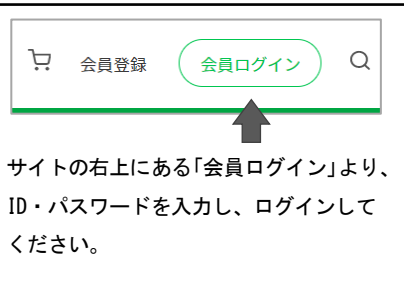 会員登録 会員ログイン
サイトの右上にある「会員ログイン」より、
ID・パスワードを入力し、ログインして
ください。